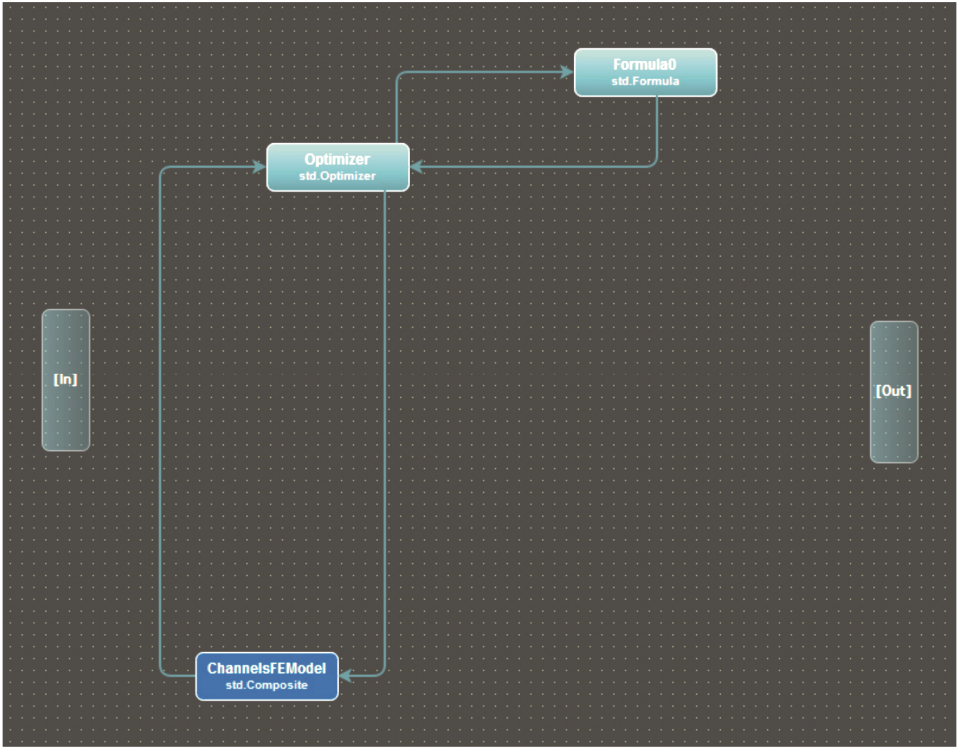 Formula0
std.Formula
Optimizer
std.Optimizer
[In]
[Out]
ChannelsFEModel
std.Composite